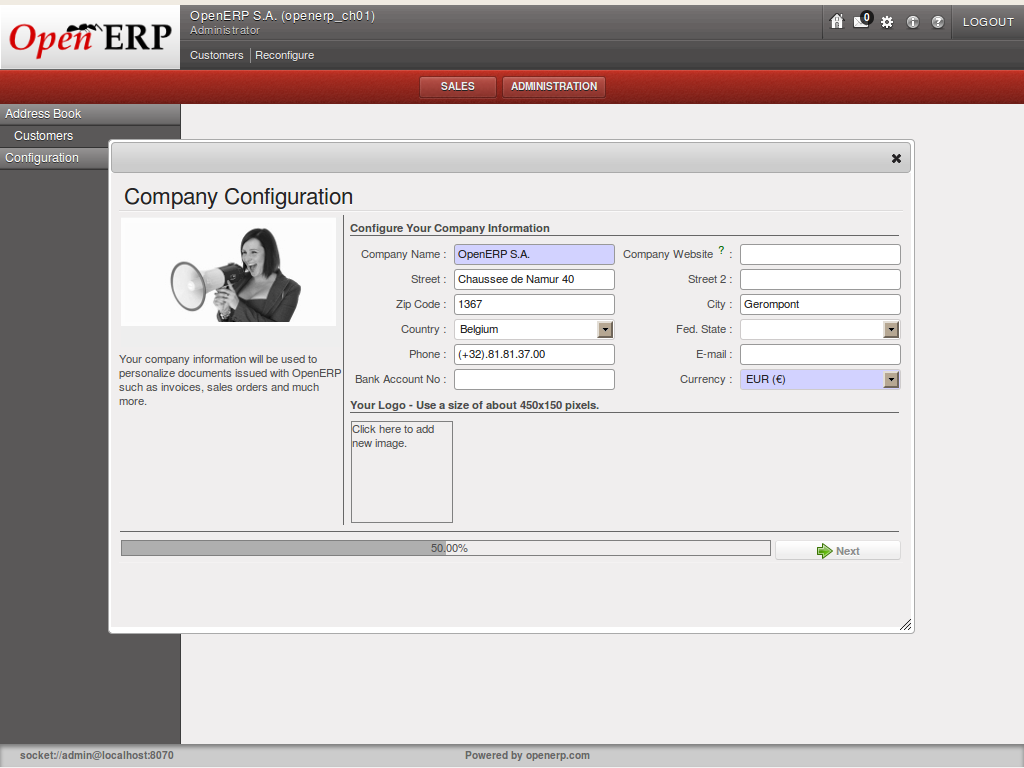 Open ERP
OpenERP S.A. (openerp_ch01)
Administrator
Customers
Reconfigure
0
?
LOGOUT
SALES
ADMINISTRATION
Address Book
Customers
Configuration
Company Configuration
Your company information will be used to
personalize documents issued with OpenERP
such as invoices, sales orders and much
more.
Configure Your Company Information
Company Name : OpenERP S.A.
Company Website ? :
Street : Chaussee de Namur 40
Street 2 :
Zip Code : 1367
City : Gerompont
Country : Belgium
Fed. State :
Phone : (+32).81.81.37.00
E-mail :
Bank Account No :
Currency : EUR (€)
Your Logo - Use a size of about 450x150 pixels.
Click here to add
new image.
50.00%
Next
socket://admin@localhost:8070
Powered by openerp.com